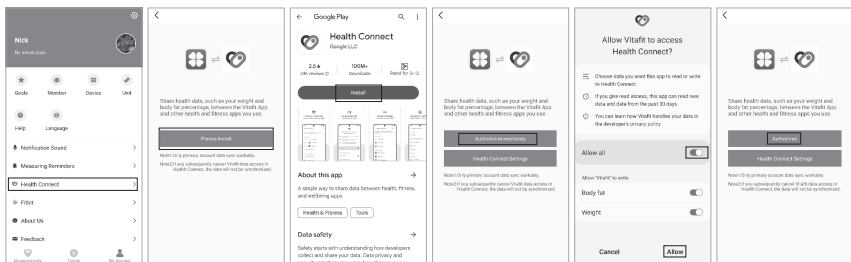 Nick
No introduction
Goals
Member
Device
Unit
Help
Language
Notification Sound
Measuring Reminders
Health Connect
Fitbit
About Us
Feedback
My Account
Share health data, such as your weight and
body fat percentage, between the Vitafit App
and other health and fitness apps you use.
Please Install
Note1:Only primary account data sync workably.
Note2:If you subsequently cancel Vitafit data access in
Health Connect, the data will not be synchronized.
Google Play
Health Connect
Google LLC
2.5★
24K reviews
100M+
Downloads
Rated for 3+
Install
About this app
A simple way to share data between health, fitness,
and wellbeing apps
Health & Fitness
Tools
Data safety
Safety starts with understanding how developers
collect and share your data. Data privacy and
Share health data, such as your weight and
body fat percentage, between the Vitafit App
and other health and fitness apps you use.
Authorize immediately
Health Connect Settings
Note1:Only primary account data sync workably.
Note2:If you subsequently cancel Vitafit data access in
Health Connect, the data will not be synchronized.
Allow Vitafit to access
Health Connect?
Choose data you want this app to read or write
to Health Connect
If you give read access, this app can read new
data and data from the past 30 days
You can learn how Vitafit handles your data in
the developer's privacy policy
Allow all
Allow "Vitafit" to write
Body fat
Weight
Cancel
Allow
Share health data, such as your weight and
body fat percentage, between the Vitafit App
and other health and fitness apps you use.
Authorized
Health Connect Settings
Note1:Only primary account data sync workably.
Note2:If you subsequently cancel Vitafit data access in
Health Connect, the data will not be synchronized.